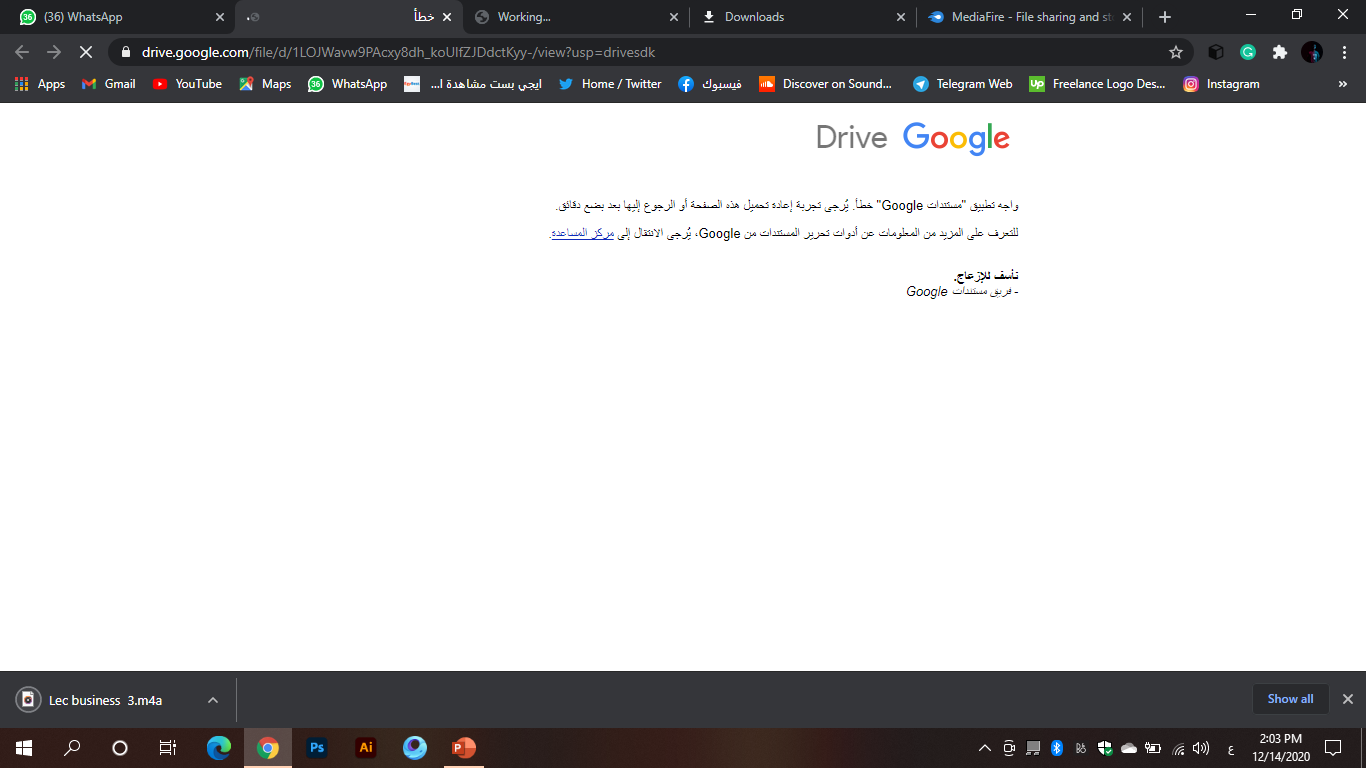 (36) WhatsApp
خطأ
Working...
Downloads
MediaFire - File sharing and st
drive.google.com/file/d/1LOJWavw9PAcxy8dh_koUlfZJDdctKyy-/view?usp=drivesdk
Apps
Gmail
YouTube
Maps
WhatsApp
ايجي بست مشاهدة ا...
Home / Twitter
فيسبوك
Discover on Sound...
Telegram Web
Freelance Logo Des...
Instagram
Drive Google
واجه تطبيق "مستندات Google" خطأ. يُرجى تجربة إعادة تحميل هذه الصفحة أو الرجوع إليها بعد بضع دقائق.
للتعرف على المزيد من المعلومات عن أدوات تحرير المستندات من Google، يُرجى الانتقال إلى مركز المساعدة.
نأسف للإزعاج.
- فريق مستندات Google
Lec business 3.m4a
Show all
Ps
Ai
P
ع
2:03 PM
12/14/2020